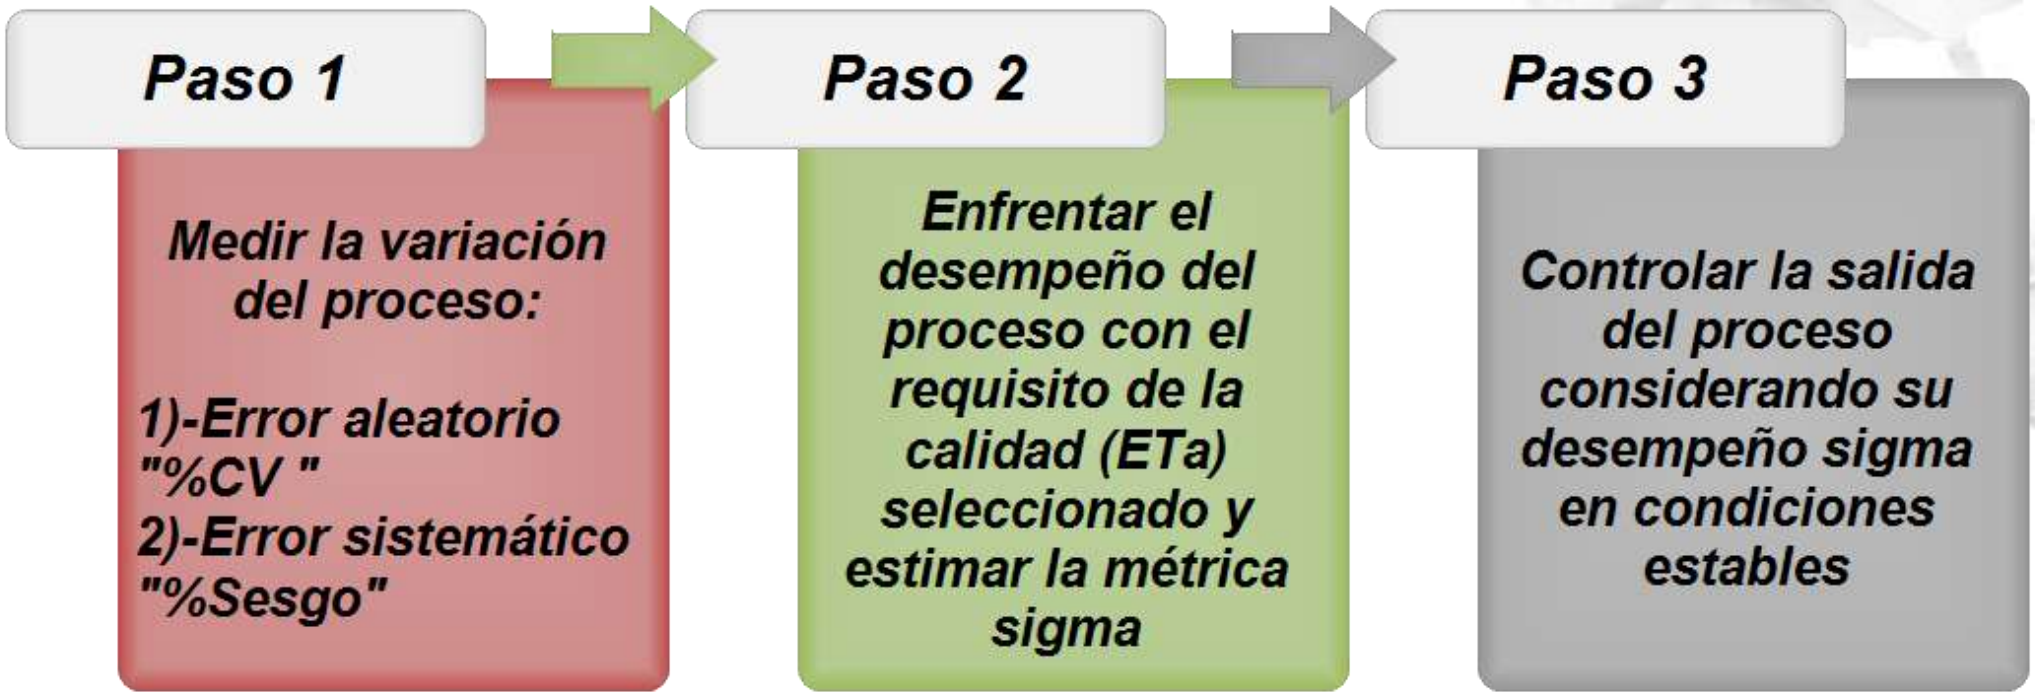 Paso 1
Medir la variación
del proceso:
1)-Error aleatorio
"%CV "
2)-Error sistemático
"%Sesgo"
Paso 2
Enfrentar el
desempeño del
proceso con el
requisito de la
calidad (ETa)
seleccionado y
estimar la métrica
sigma
Paso 3
Controlar la salida
del proceso
considerando su
desempeño sigma
en condiciones
estables